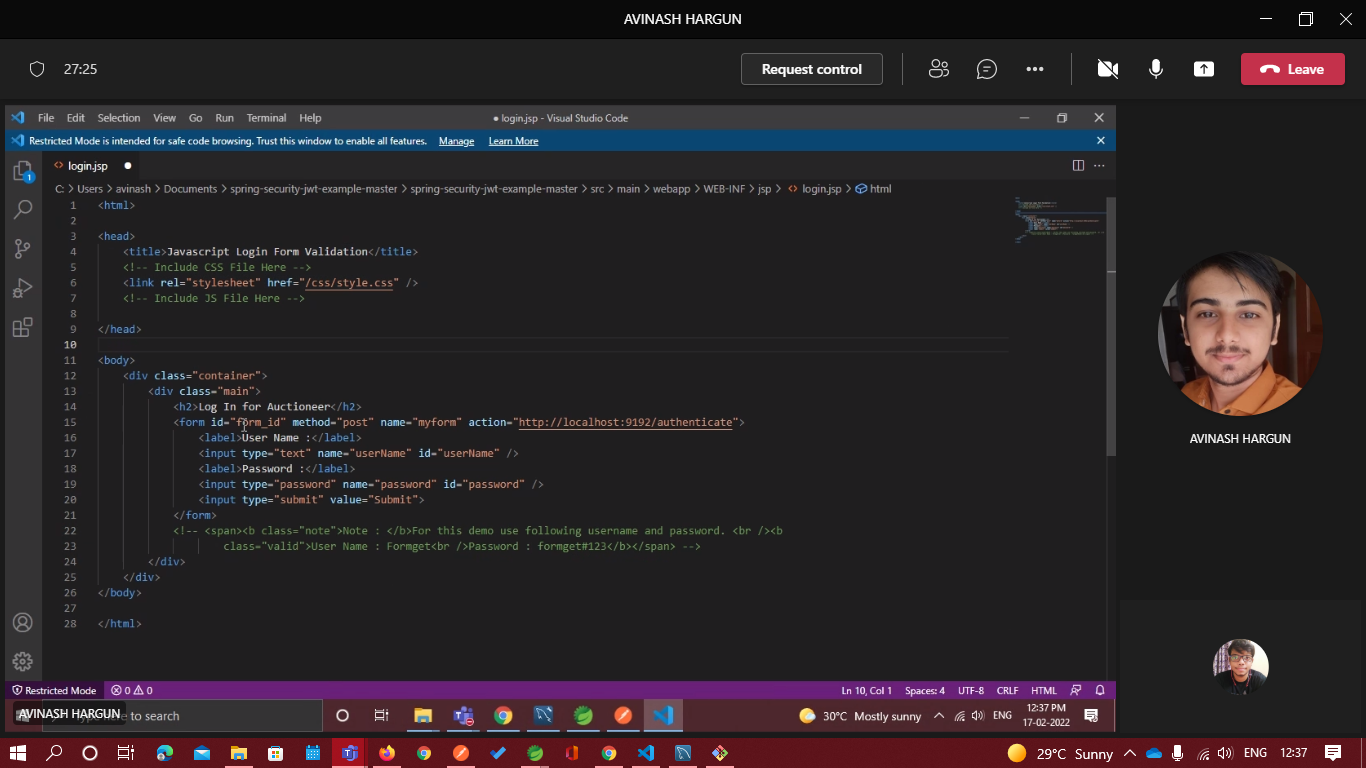 AVINASH HARGUN
27:25
Request control
Leave
File Edit Selection View Go Run Terminal Help
● login.jsp - Visual Studio Code
Restricted Mode is intended for safe code browsing. Trust this window to enable all features. Manage Learn More
1
login.jsp
C: > Users > avinash > Documents > spring-security-jwt-example-master > spring-security-jwt-example-master > src > main > webapp > WEB-INF > jsp > login.jsp > html
1 <html>
2
3 <head>
4 <title>Javascript Login Form Validation</title>
5 <!-- Include CSS File Here -->
6 <link rel="stylesheet" href="/css/style.css" />
7 <!-- Include JS File Here -->
8
9 </head>
10
11 <body>
12 <div class="container">
13 <div class="main">
14 <h2>Log In for Auctioneer</h2>
15 <form id="form_id" method="post" name="myform" action="http://localhost:9192/authenticate">
16 <label>User Name :</label>
17 <input type="text" name="userName" id="userName" />
18 <label>Password :</label>
19 <input type="password" name="password" id="password" />
20 <input type="submit" value="Submit">
21 </form>
22 <!-- <span><b class="note">Note : </b>For this demo use following username and password. <br /><b
23 class="valid">User Name : Formget<br />Password : formget#123</b></span> -->
24 </div>
25 </div>
26 </body>
27
28 </html>
AVINASH HARGUN
Restricted Mode 0 0
Ln 10, Col 1 Spaces: 4 UTF-8 CRLF HTML
AVINASH HARGUN
to search
30°C Mostly sunny
ENG
12:37 PM
17-02-2022
29°C Sunny
ENG
12:37